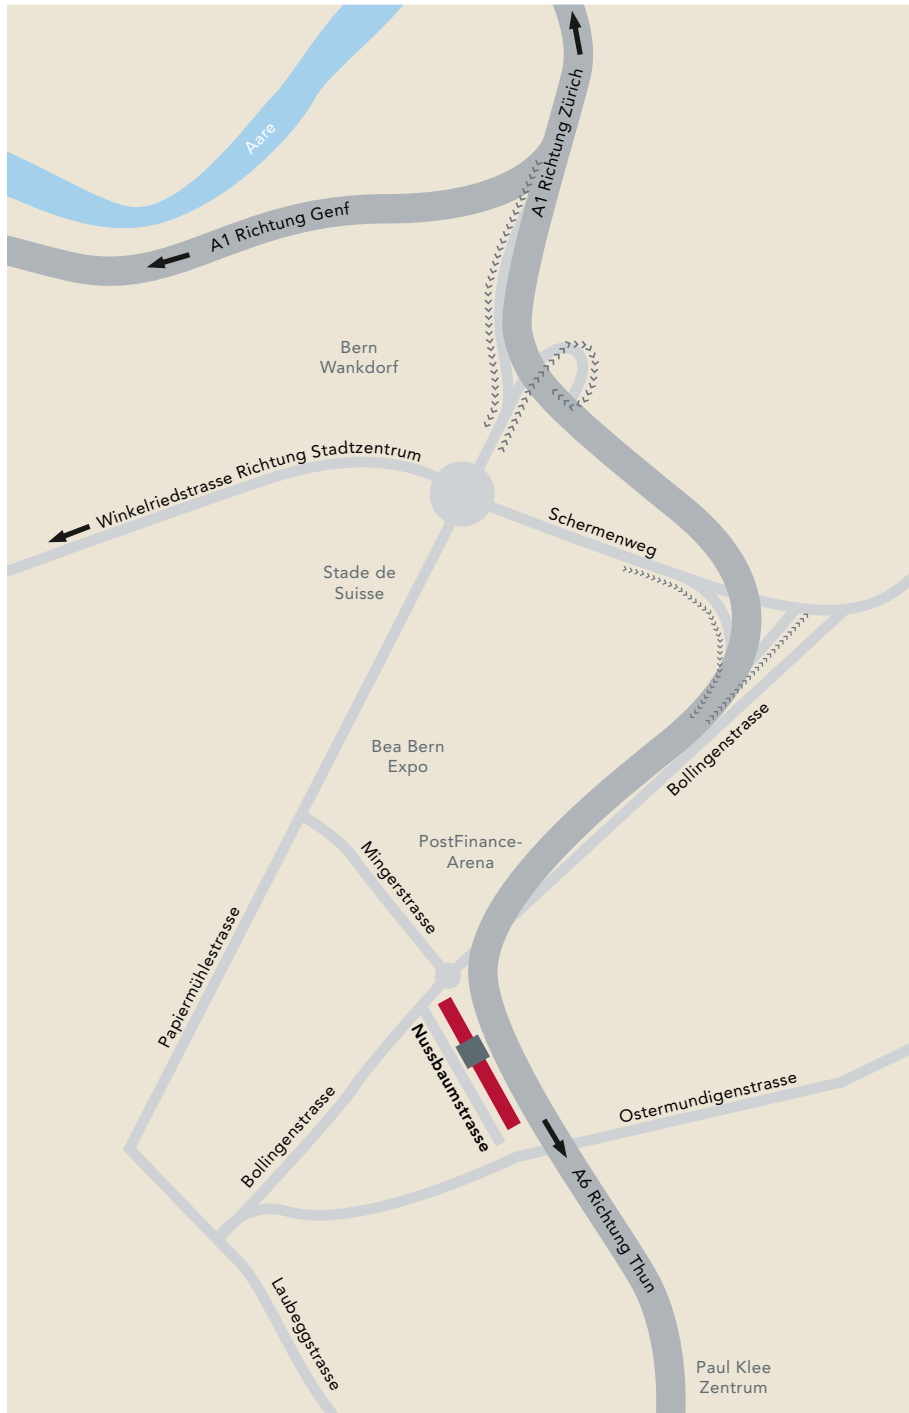 Aare
A1 Richtung Zürich
A1 Richtung Genf
Bern
Wankdorf
Winkelriedstrasse Richtung Stadtzentrum
Schermenweg
Stade de
Suisse
Bollingenstrasse
Bea Bern
Expo
PostFinance-
Arena
Mingerstrasse
Papiermühlestrasse
Nussbaumstrasse
Ostermundigenstrasse
Bollingenstrasse
A6 Richtung Thun
Laubeggstrasse
Paul Klee
Zentrum